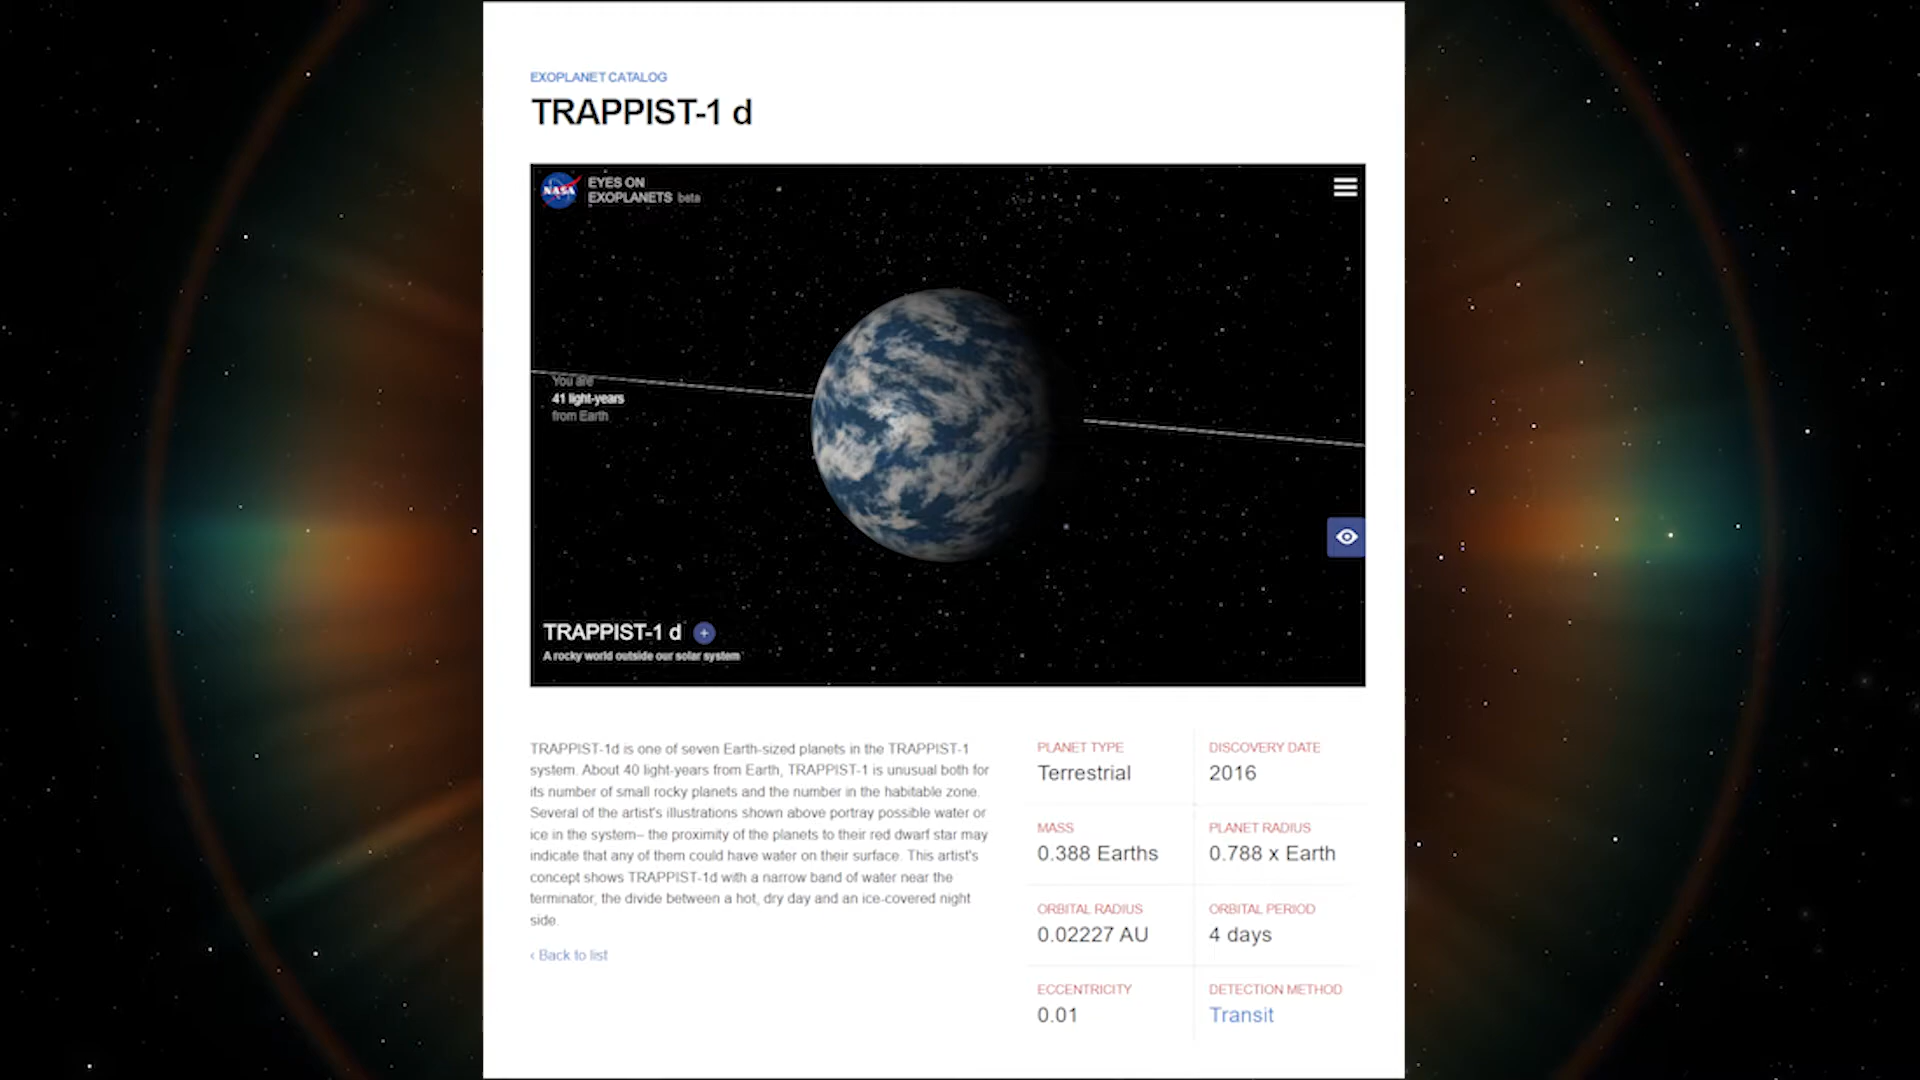 EXOPLANET CATALOG
TRAPPIST-1 d
NASA
EYES ON
EXOPLANETS beta
You are
41 light-years
from Earth
TRAPPIST-1 d +
A rocky world outside our solar system
TRAPPIST-1d is one of seven Earth-sized planets in the TRAPPIST-1
system. About 40 light-years from Earth, TRAPPIST-1 is unusual both for
its number of small rocky planets and the number in the habitable zone.
Several of the artist's illustrations shown above portray possible water or
ice in the system– the proximity of the planets to their red dwarf star may
indicate that any of them could have water on their surface. This artist's
concept shows TRAPPIST-1d with a narrow band of water near the
terminator, the divide between a hot, dry day and an ice-covered night
side.
‹ Back to list
PLANET TYPE
Terrestrial
DISCOVERY DATE
2016
MASS
0.388 Earths
PLANET RADIUS
0.788 x Earth
ORBITAL RADIUS
0.02227 AU
ORBITAL PERIOD
4 days
ECCENTRICITY
0.01
DETECTION METHOD
Transit